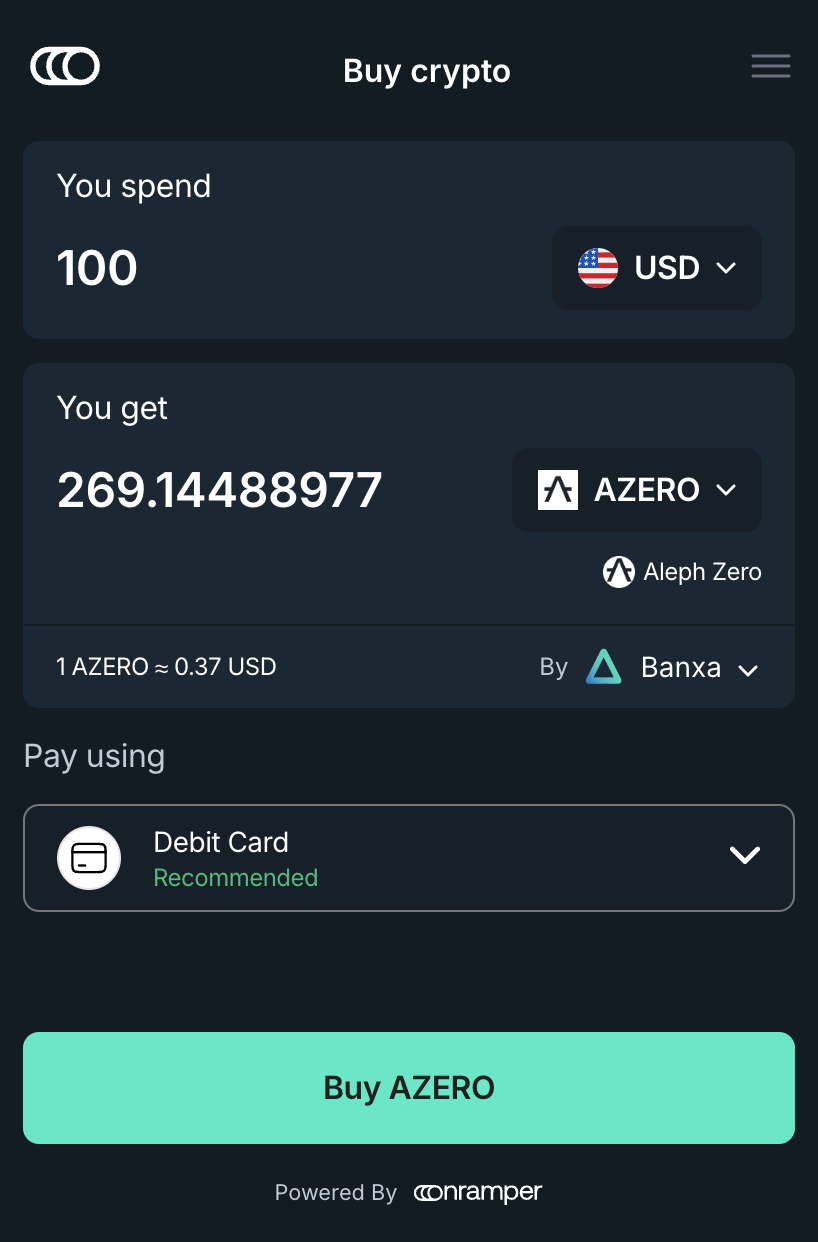 Buy crypto
You spend
100
USD
You get
269.14488977
AZERO
Aleph Zero
1 AZERO ≈ 0.37 USD
By Banxa
Pay using
Debit Card
Recommended
Buy AZERO
Powered By onramper